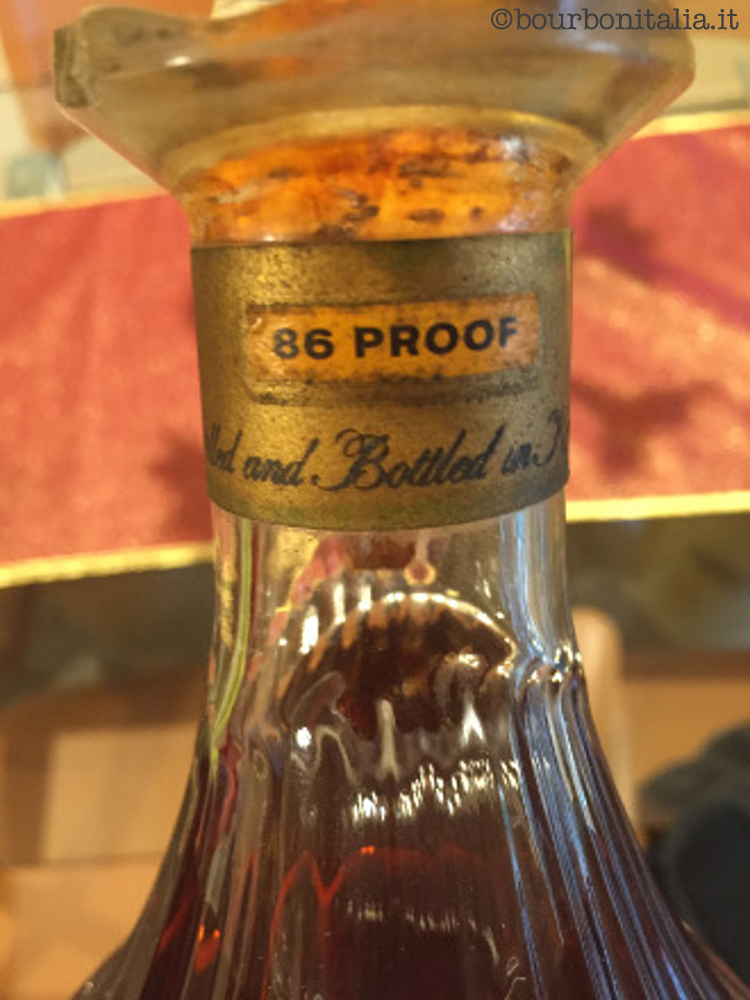 ©bourbonitalia.it
86 PROOF
and Bottled in